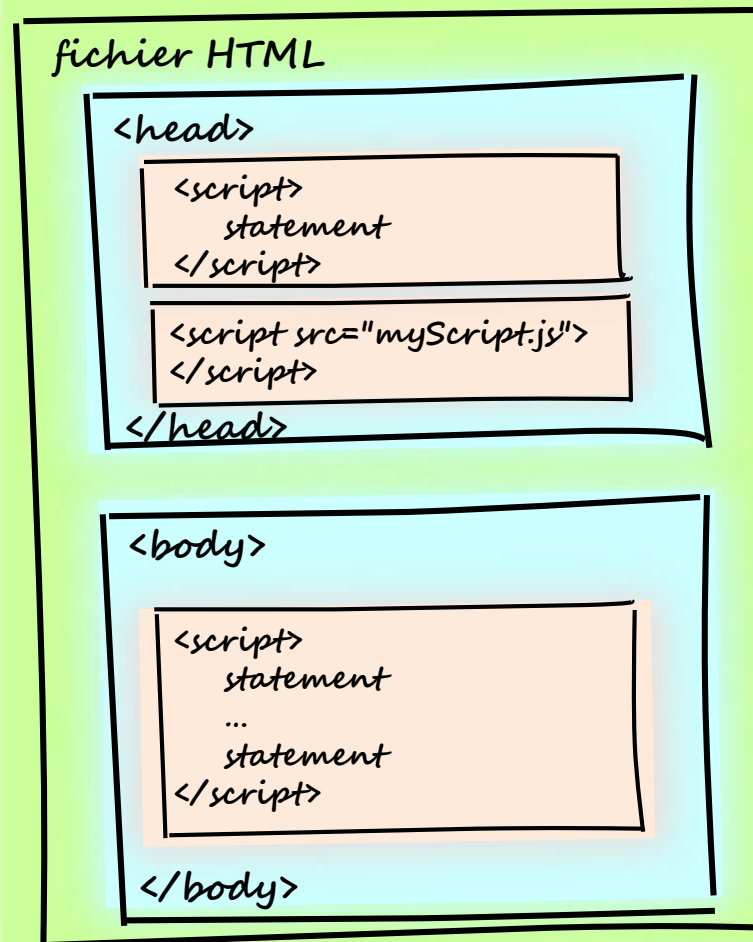 fichier HTML
<head>
<script>
statement
</script>
<script src="myScript.js">
</script>
</head>
<body>
<script>
statement
...
statement
</script>
</body>